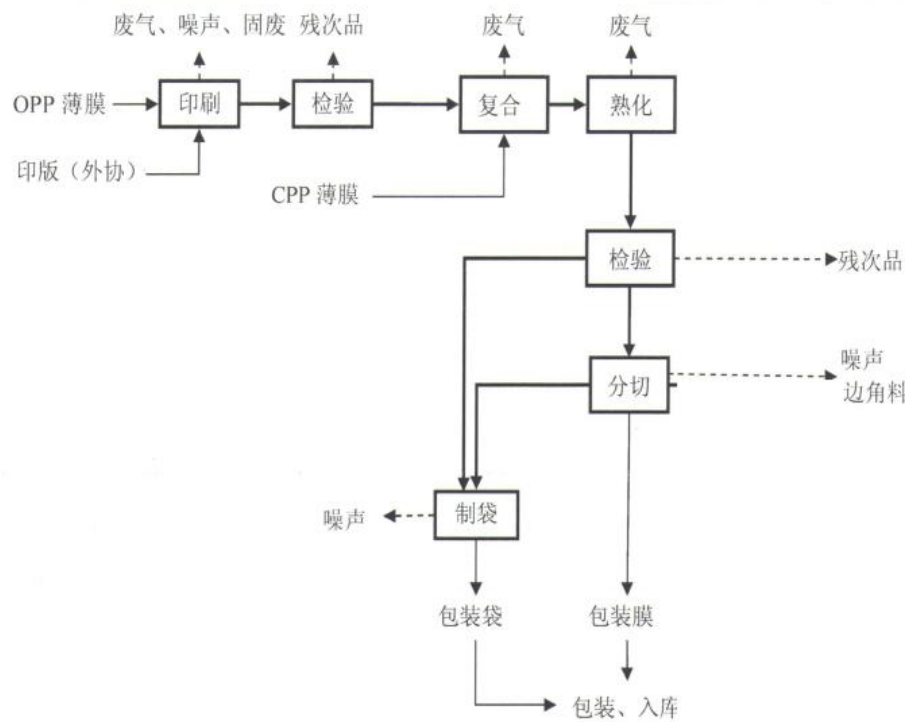 废气、噪声、固废 残次品 废气 废气
OPP 薄膜 印刷 检验 复合 熟化
印版（外协）
CPP 薄膜
检验 残次品
噪声
分切 边角料
噪声 制袋
包装袋 包装膜
包装、入库